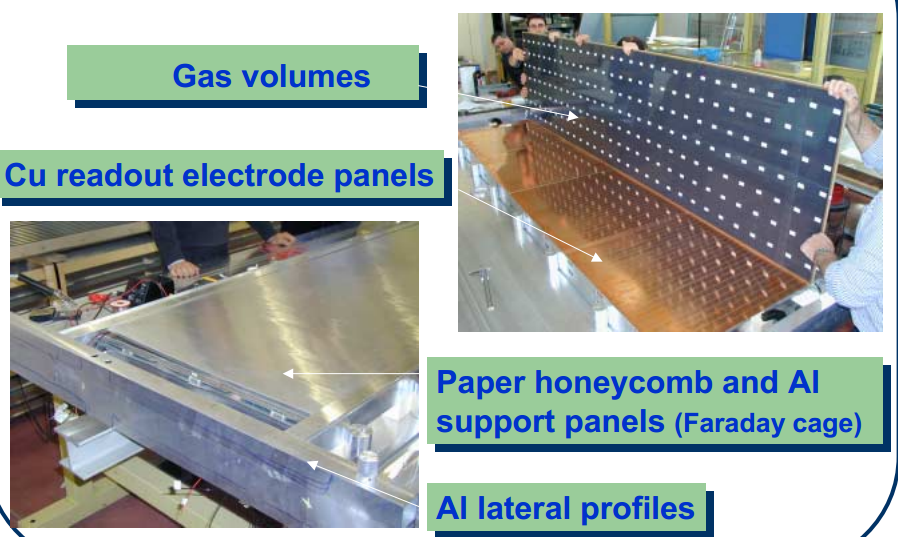 Gas volumes
Cu readout electrode panels
Paper honeycomb and Al
support panels (Faraday cage)
Al lateral profiles